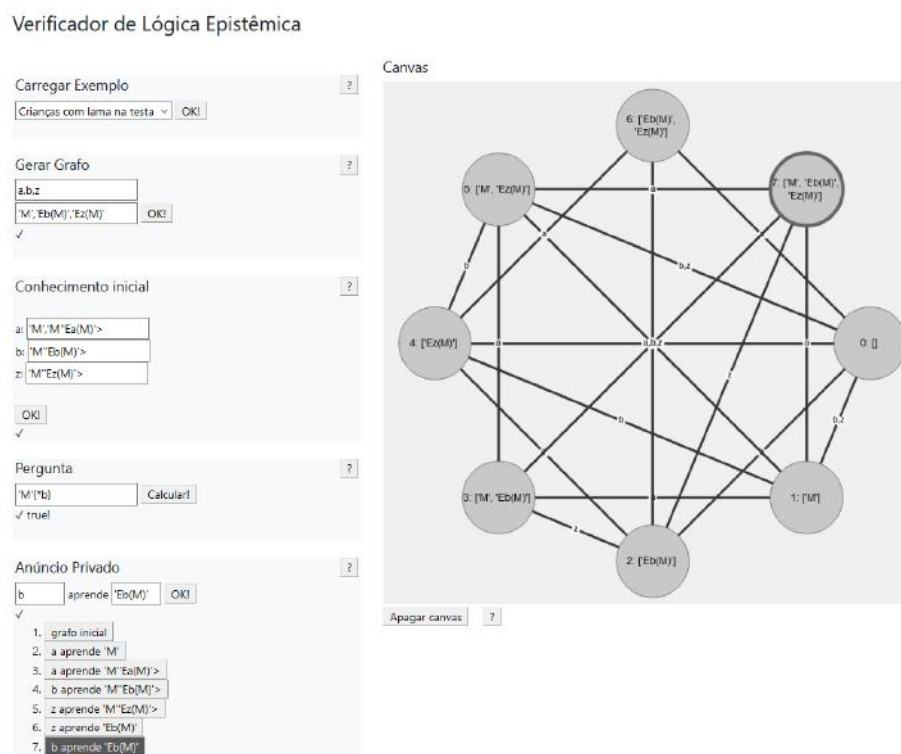 Verificador de Lógica Epistêmica
Carregar Exemplo
?
Crianças com lama na testa
OK!
Gerar Grafo
?
a,b,z
'M','Eb(M)','Ez(M)'
OK!
✓
Conhecimento inicial
?
a: 'M','M''Ea(M)'>
b: 'M''Eb(M)'>
z: 'M''Ez(M)'>
OK!
✓
Pergunta
?
'M'(*b)
Calcular!
✓ true!
Anúncio Privado
?
b
aprende
'Eb(M)'
OK!
✓
1. grafo inicial
2. a aprende 'M'
3. a aprende 'M''Ea(M)'>
4. b aprende 'M''Eb(M)'>
5. z aprende 'M''Ez(M)'>
6. z aprende 'Eb(M)'
7. b aprende 'Eb(M)'
Canvas
6: ['Eb(M)',
'Ez(M)']
5: ['M', 'Ez(M)']
7: ['M', 'Eb(M)',
'Ez(M)']
b,z
4: ['Ez(M)']
0: []
z
b,z
3: ['M', 'Eb(M)']
1: ['M']
z
2: ['Eb(M)']
Apagar canvas
?